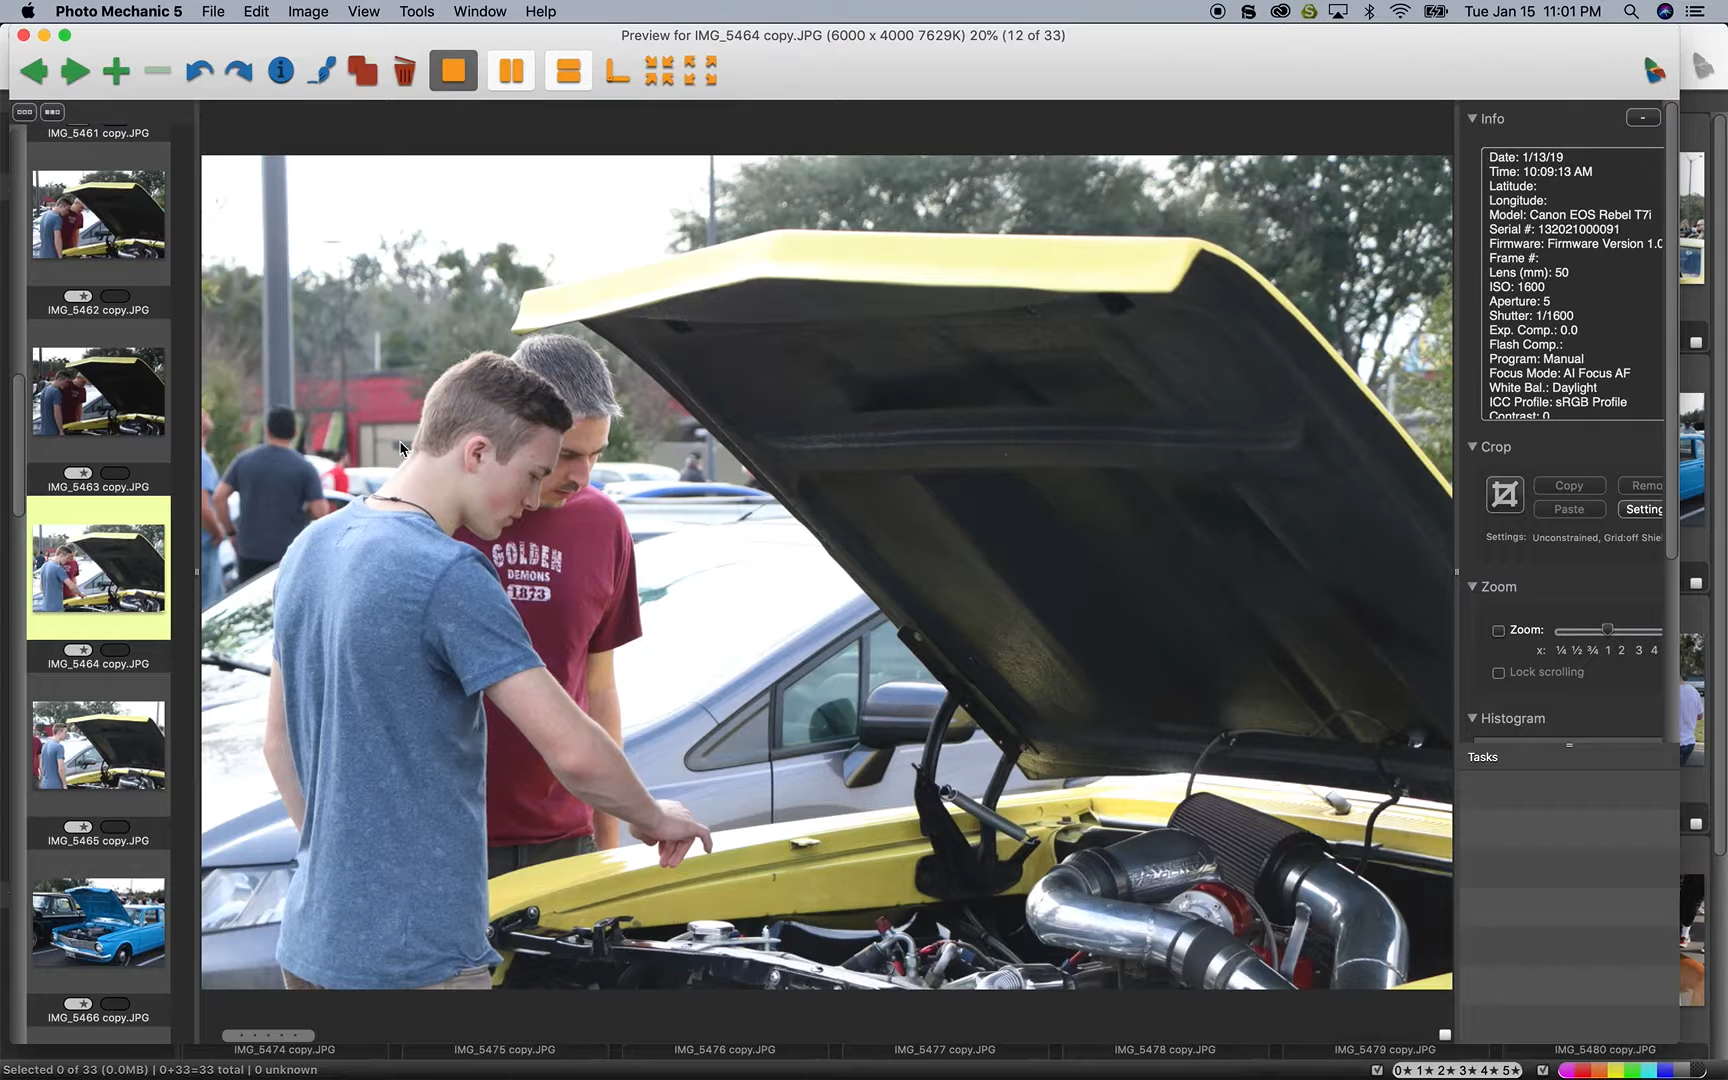 Photo Mechanic 5 File Edit Image View Tools Window Help
Tue Jan 15 11:01 PM
Preview for IMG_5464 copy.JPG (6000 x 4000 7629K) 20% (12 of 33)
IMG_5461 copy.JPG
IMG_5462 copy.JPG
IMG_5463 copy.JPG
IMG_5464 copy.JPG
IMG_5465 copy.JPG
IMG_5466 copy.JPG
GOLDEN
DEMONS
1873
Info
-
Date: 1/13/19
Time: 10:09:13 AM
Latitude:
Longitude:
Model: Canon EOS Rebel T7i
Serial #: 132021000091
Firmware: Firmware Version 1.0
Frame #:
Lens (mm): 50
ISO: 1600
Aperture: 5
Shutter: 1/1600
Exp. Comp.: 0.0
Flash Comp.:
Program: Manual
Focus Mode: AI Focus AF
White Bal.: Daylight
ICC Profile: sRGB Profile
Contrast: 0
Crop
Copy Remo
Paste Setting
Settings: Unconstrained, Grid:off Shie
Zoom
Zoom:
x: ¼ ½ ¾ 1 2 3 4
Lock scrolling
Histogram
Tasks
IMG_5474 copy.JPG IMG_5475 copy.JPG IMG_5476 copy.JPG IMG_5477 copy.JPG IMG_5478 copy.JPG IMG_5479 copy.JPG IMG_5480 copy.JPG
Selected 0 of 33 (0.0MB) | 0+33=33 total | 0 unknown
0★ 1★ 2★ 3★ 4★ 5★